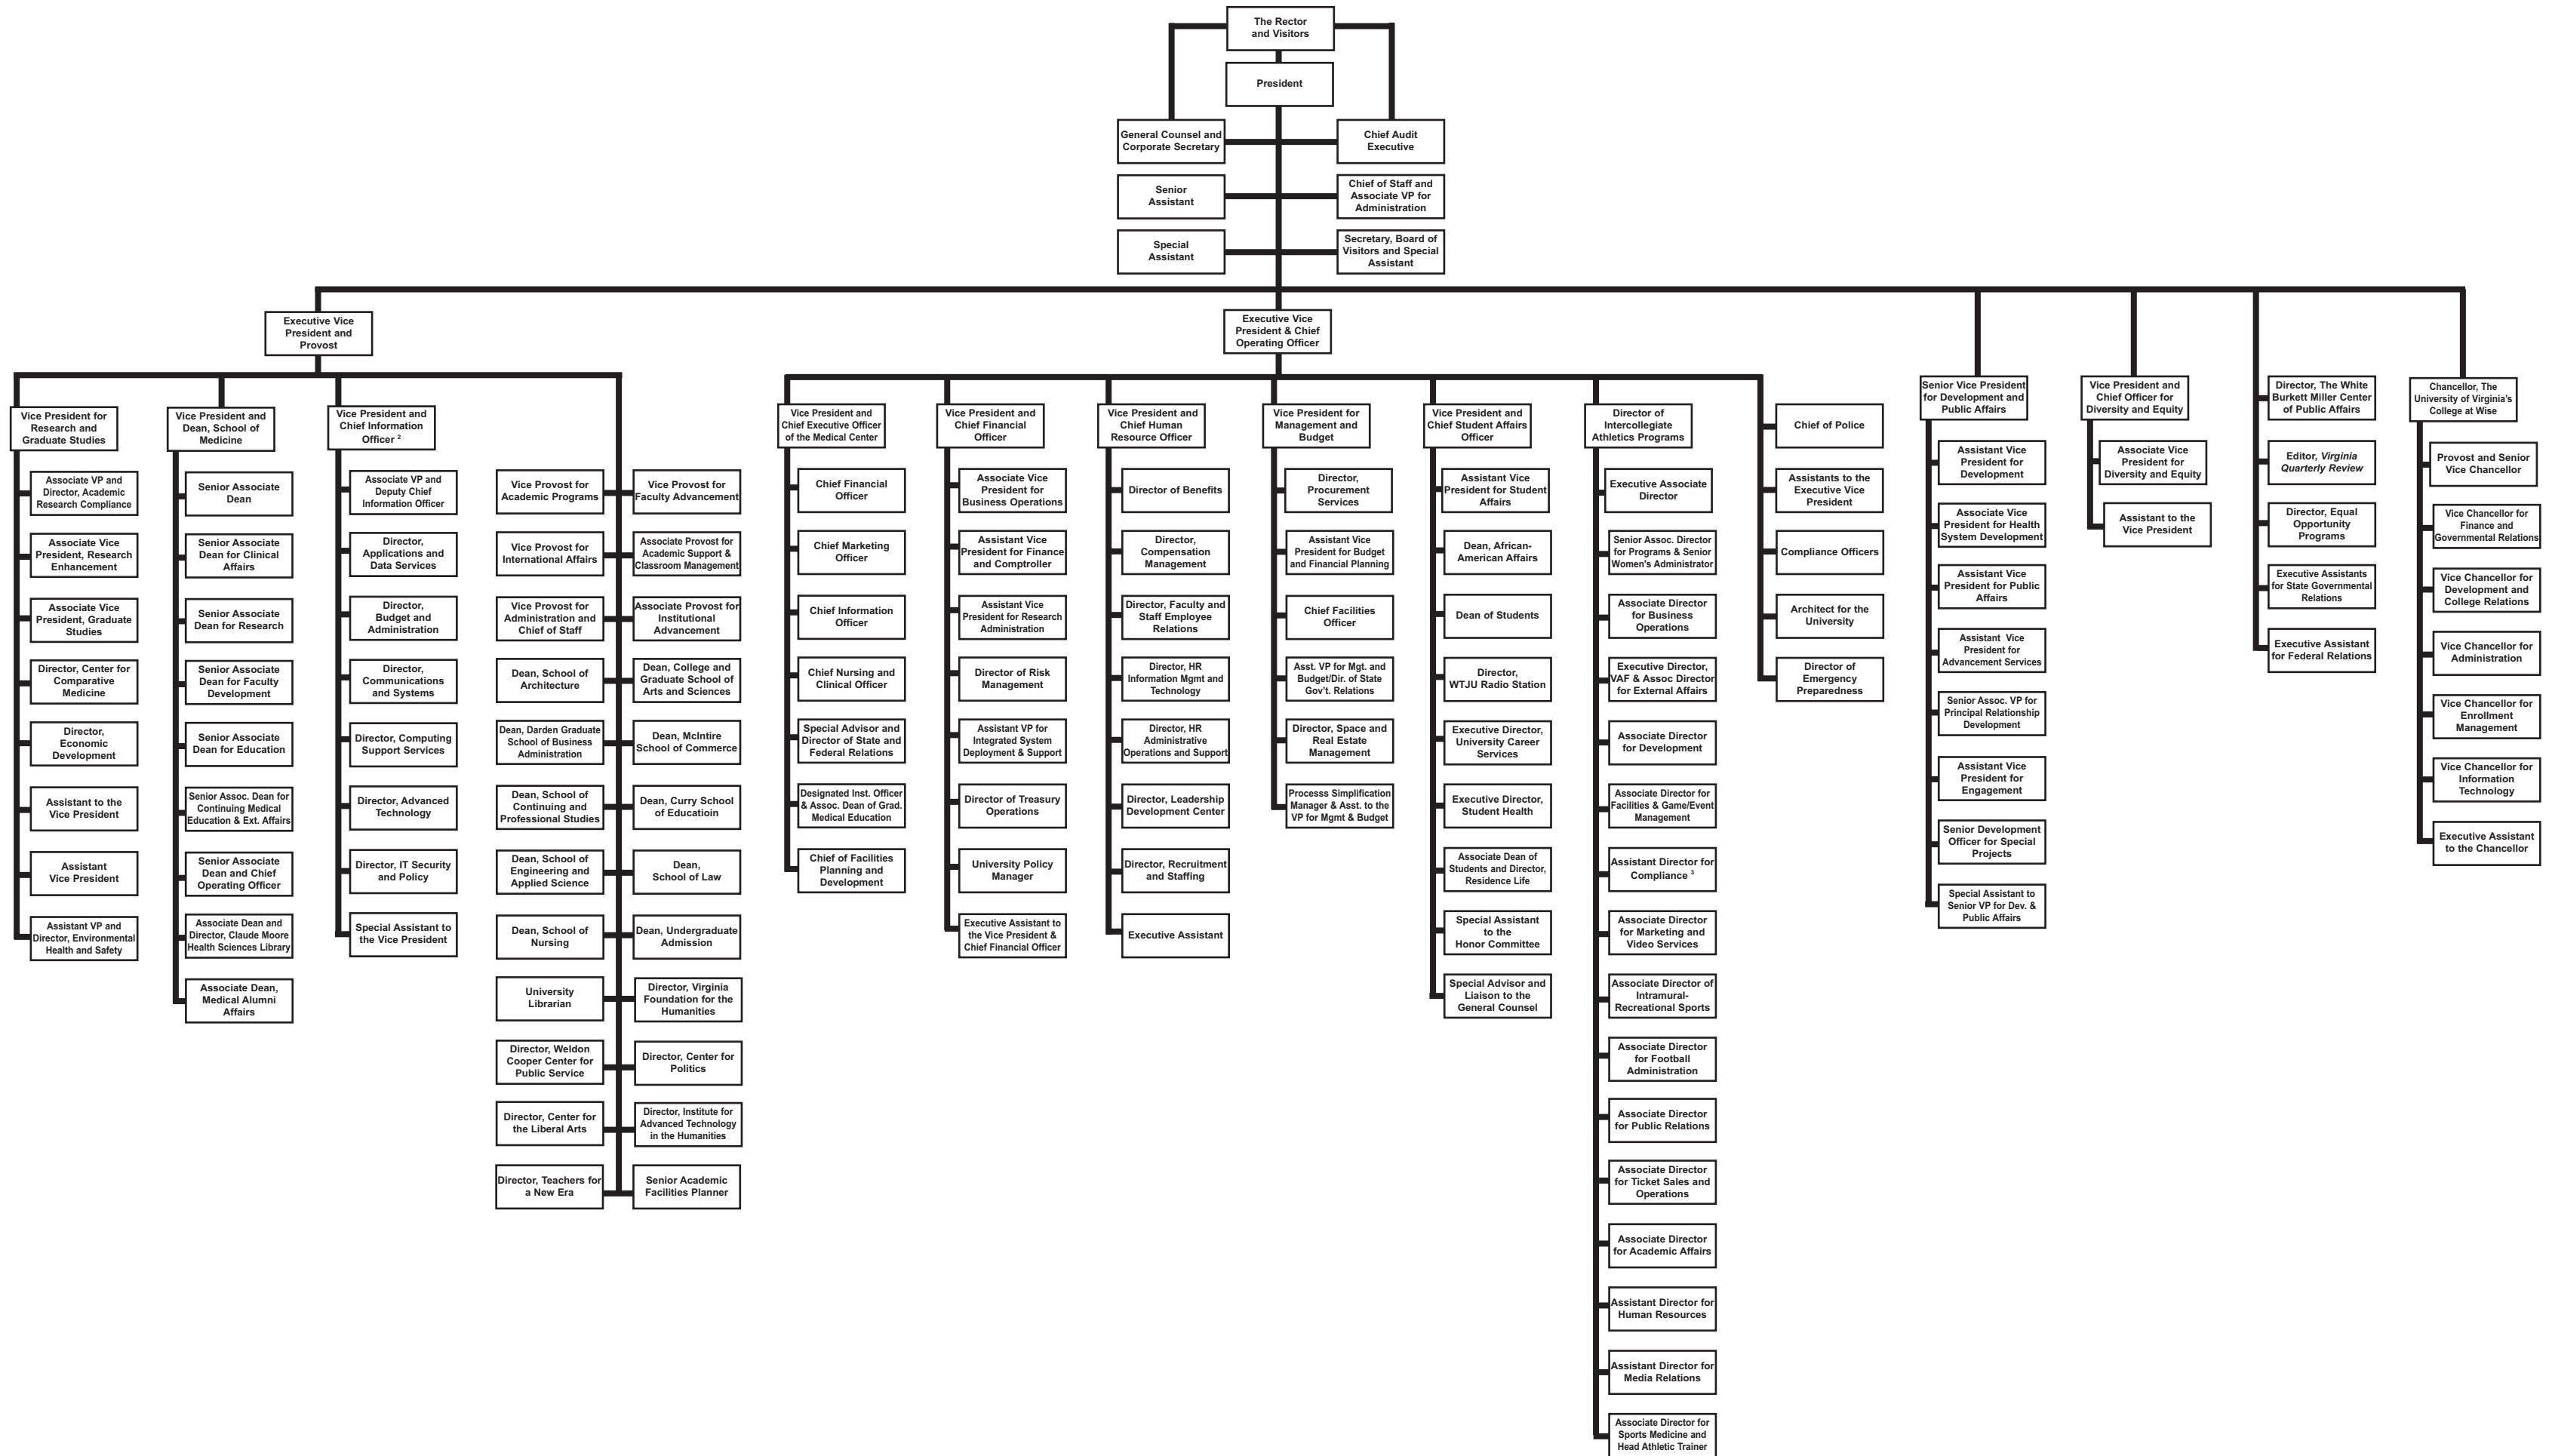 The Rector
and Visitors
President
General Counsel and
Corporate Secretary
Chief Audit
Executive
Senior
Assistant
Chief of Staff and
Associate VP for
Administration
Special
Assistant
Secretary, Board of
Visitors and Special
Assistant
Executive Vice
President and
Provost
Executive Vice
President & Chief
Operating Officer
Vice President for
Research and
Graduate Studies
Associate VP and
Director, Academic
Research Compliance
Associate Vice
President, Research
Enhancement
Associate Vice
President, Graduate
Studies
Director, Center for
Comparative
Medicine
Director,
Economic
Development
Assistant to the
Vice President
Assistant
Vice President
Assistant VP and
Director, Environmental
Health and Safety
Vice President and
Dean, School of
Medicine
Senior Associate
Dean
Senior Associate
Dean for Clinical
Affairs
Senior Associate
Dean for Research
Senior Associate
Dean for Faculty
Development
Senior Associate
Dean for Education
Senior Assoc. Dean for
Continuing Medical
Education & Ext. Affairs
Senior Associate
Dean and Chief
Operating Officer
Associate Dean and
Director, Claude Moore
Health Sciences Library
Associate Dean,
Medical Alumni
Affairs
Vice President and
Chief Information
Officer 2
Associate VP and
Deputy Chief
Information Officer
Director,
Applications and
Data Services
Director,
Budget and
Administration
Director,
Communications
and Systems
Director, Computing
Support Services
Director, Advanced
Technology
Director, IT Security
and Policy
Special Assistant to
the Vice President
Vice Provost for
Academic Programs
Vice Provost for
Faculty Advancement
Vice Provost for
International Affairs
Associate Provost for
Academic Support &
Classroom Management
Vice Provost for
Administration and
Chief of Staff
Associate Provost for
Institutional
Advancement
Dean, School of
Architecture
Dean, College and
Graduate School of
Arts and Sciences
Dean, Darden Graduate
School of Business
Administration
Dean, McIntire
School of Commerce
Dean, School of
Continuing and
Professional Studies
Dean, Curry School
of Educatioin
Dean, School of
Engineering and
Applied Science
Dean,
School of Law
Dean, School of
Nursing
Dean, Undergraduate
Admission
University
Librarian
Director, Virginia
Foundation for the
Humanities
Director, Weldon
Cooper Center for
Public Service
Director, Center for
Politics
Director, Center for
the Liberal Arts
Director, Institute for
Advanced Technology
in the Humanities
Director, Teachers for
a New Era
Senior Academic
Facilities Planner
Vice President and
Chief Executive Officer
of the Medical Center
Chief Financial
Officer
Chief Marketing
Officer
Chief Information
Officer
Chief Nursing and
Clinical Officer
Special Advisor and
Director of State and
Federal Relations
Designated Inst. Officer
& Assoc. Dean of Grad.
Medical Education
Chief of Facilities
Planning and
Development
Vice President and
Chief Financial
Officer
Associate Vice
President for
Business Operations
Assistant Vice
President for Finance
and Comptroller
Assistant Vice
President for Research
Administration
Director of Risk
Management
Assistant VP for
Integrated System
Deployment & Support
Director of Treasury
Operations
University Policy
Manager
Executive Assistant to
the Vice President &
Chief Financial Officer
Vice President and
Chief Human
Resource Officer
Director of Benefits
Director,
Compensation
Management
Director, Faculty and
Staff Employee
Relations
Director, HR
Information Mgmt and
Technology
Director, HR
Administrative
Operations and Support
Director, Leadership
Development Center
Director, Recruitment
and Staffing
Executive Assistant
Vice President for
Management and
Budget
Director,
Procurement
Services
Assistant Vice
President for Budget
and Financial Planning
Chief Facilities
Officer
Asst. VP for Mgt. and
Budget/Dir. of State
Gov't. Relations
Director, Space and
Real Estate
Management
Processs Simplification
Manager & Asst. to the
VP for Mgmt & Budget
Vice President and
Chief Student Affairs
Officer
Assistant Vice
President for Student
Affairs
Dean, African-
American Affairs
Dean of Students
Director,
WTJU Radio Station
Executive Director,
University Career
Services
Executive Director,
Student Health
Associate Dean of
Students and Director,
Residence Life
Special Assistant
to the
Honor Committee
Special Advisor and
Liaison to the
General Counsel
Director of
Intercollegiate
Athletics Programs
Executive Associate
Director
Senior Assoc. Director
for Programs & Senior
Women's Administrator
Associate Director
for Business
Operations
Executive Director,
VAF & Assoc Director
for External Affairs
Associate Director
for Development
Associate Director for
Facilities & Game/Event
Management
Assistant Director for
Compliance 3
Associate Director
for Marketing and
Video Services
Associate Director of
Intramural-
Recreational Sports
Associate Director
for Football
Administration
Associate Director
for Public Relations
Associate Director
for Ticket Sales and
Operations
Associate Director
for Academic Affairs
Assistant Director for
Human Resources
Assistant Director for
Media Relations
Associate Director for
Sports Medicine and
Head Athletic Trainer
Chief of Police
Assistants to the
Executive Vice
President
Compliance Officers
Architect for the
University
Director of
Emergency
Preparedness
Senior Vice President
for Development and
Public Affairs
Assistant Vice
President for
Development
Associate Vice
President for Health
System Development
Assistant Vice
President for Public
Affairs
Assistant Vice
President for
Advancement Services
Senior Assoc. VP for
Principal Relationship
Development
Assistant Vice
President for
Engagement
Senior Development
Officer for Special
Projects
Special Assistant to
Senior VP for Dev. &
Public Affairs
Vice President and
Chief Officer for
Diversity and Equity
Associate Vice
President for
Diversity and Equity
Assistant to the
Vice President
Director, The White
Burkett Miller Center
of Public Affairs
Editor, Virginia
Quarterly Review
Director, Equal
Opportunity
Programs
Executive Assistants
for State Governmental
Relations
Executive Assistant
for Federal Relations
Chancellor, The
University of Virginia's
College at Wise
Provost and Senior
Vice Chancellor
Vice Chancellor for
Finance and
Governmental Relations
Vice Chancellor for
Development and
College Relations
Vice Chancellor for
Administration
Vice Chancellor for
Enrollment
Management
Vice Chancellor for
Information
Technology
Executive Assistant
to the Chancellor